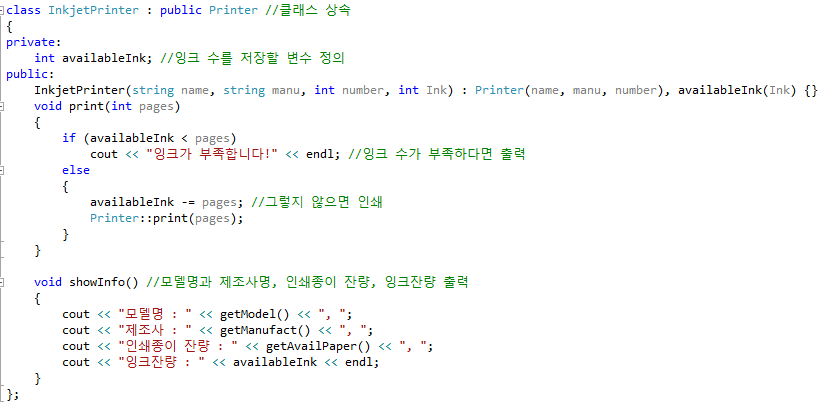 class InkjetPrinter : public Printer //클래스 상속
{
private:
    int availableInk; //잉크 수를 저장할 변수 정의
public:
    InkjetPrinter(string name, string manu, int number, int Ink) : Printer(name, manu, number), availableInk(Ink) {}
    void print(int pages)
    {
        if (availableInk < pages)
            cout << "잉크가 부족합니다!" << endl; //잉크 수가 부족하다면 출력
        else
        {
            availableInk -= pages; //그렇지 않으면 인쇄
            Printer::print(pages);
        }
    }

    void showInfo() //모델명과 제조사명, 인쇄종이 잔량, 잉크잔량 출력
    {
        cout << "모델명 : " << getModel() << ", ";
        cout << "제조사 : " << getManufact() << ", ";
        cout << "인쇄종이 잔량 : " << getAvailPaper() << ", ";
        cout << "잉크잔량 : " << availableInk << endl;
    }
};